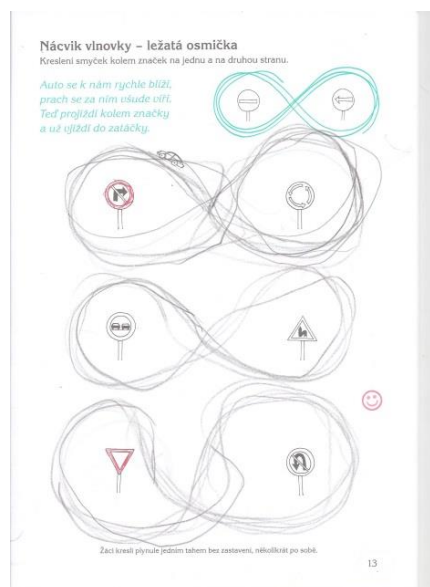 Nácvik vlnovky – ležatá osmička
Kreslení smyček kolem značek na jednu a na druhou stranu.
Auto se k nám rychle blíží,
prach se za ním všude víří.
Teď projíždí kolem značky
a už vjíždí do zatáčky.
Žáci kreslí plynule jedním tahem bez zastavení, několikrát po sobě.
13